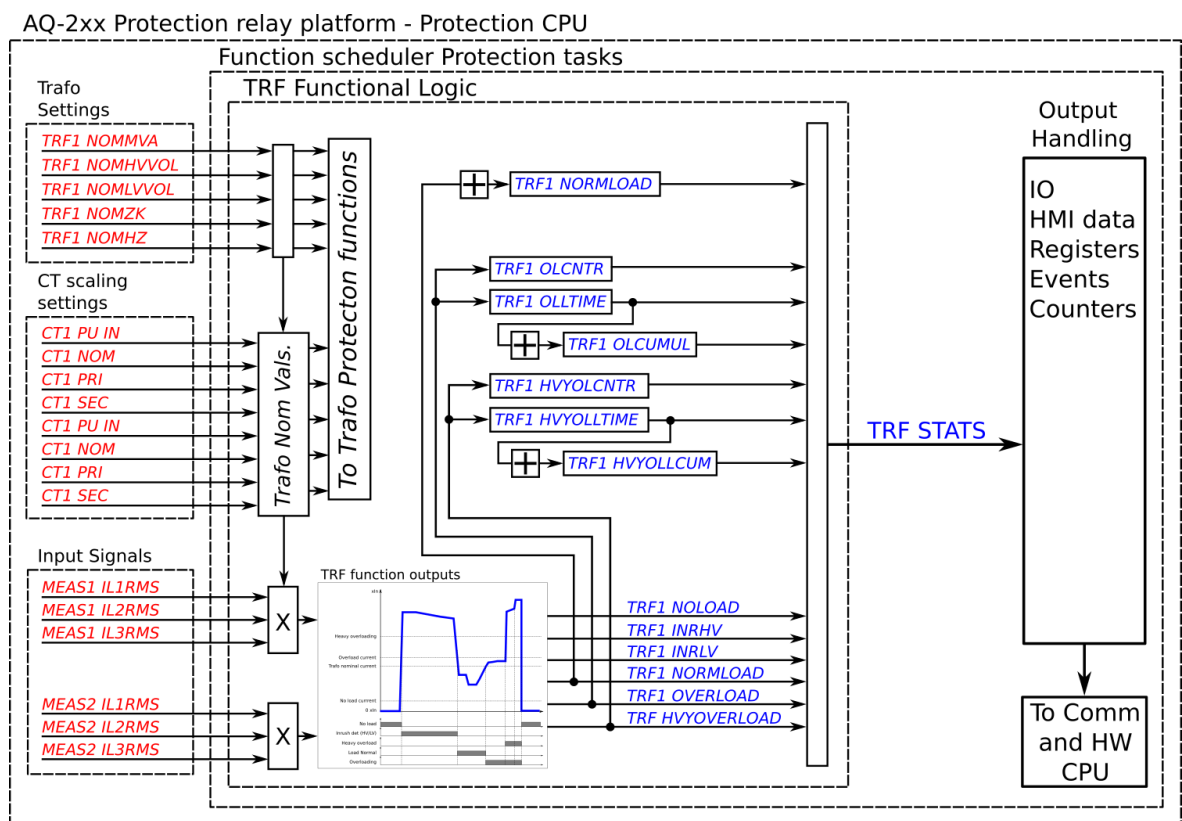 AQ-2xx Protection relay platform - Protection CPU
Function scheduler Protection tasks
TRF Functional Logic
Trafo
Settings
TRF1 NOMMVA
TRF1 NOMHVVOL
TRF1 NOMLVVOL
TRF1 NOMZK
TRF1 NOMHZ
CT scaling
settings
CT1 PU IN
CT1 NOM
CT1 PRI
CT1 SEC
CT1 PU IN
CT1 NOM
CT1 PRI
CT1 SEC
Input Signals
MEAS1 IL1RMS
MEAS1 IL2RMS
MEAS1 IL3RMS
MEAS2 IL1RMS
MEAS2 IL2RMS
MEAS2 IL3RMS
Trafo Nom Vals.
To Trafo Protecton functions
X
X
+
TRF1 NORMLOAD
TRF1 OLCNTR
TRF1 OLLTIME
+
TRF1 OLCUMUL
TRF1 HVYOLCNTR
TRF1 HVYOLLTIME
+
TRF1 HVYOLLCUM
TRF function outputs
xIn
Heavy overloading
Overload current
Trafo nominal current
No load current
0 xIn
No load
Inrush det (HV/LV)
Heavy overload
Load Normal
Overloading
TRF1 NOLOAD
TRF1 INRHV
TRF1 INRLV
TRF1 NORMLOAD
TRF1 OVERLOAD
TRF HVYOVERLOAD
TRF STATS
Output
Handling
IO
HMI data
Registers
Events
Counters
To Comm
and HW
CPU